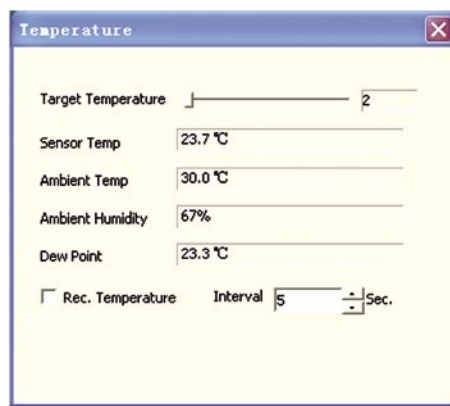 Temperature
Target Temperature 2
Sensor Temp 23.7 ℃
Ambient Temp 30.0 ℃
Ambient Humidity 67%
Dew Point 23.3 ℃
Rec. Temperature Interval 5 Sec.